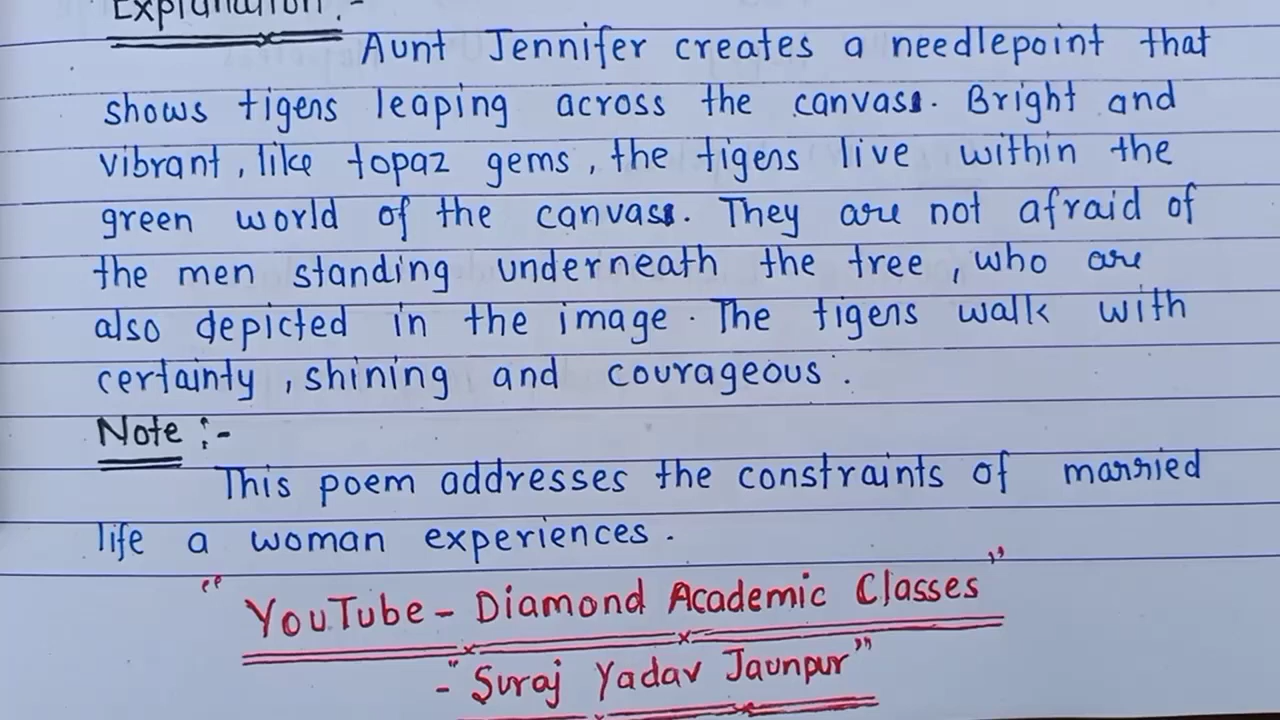 Explanation :-
Aunt Jennifer creates a needlepoint that
shows tigers leaping across the canvass. Bright and
vibrant, like topaz gems, the tigers live within the
green world of the canvass. They are not afraid of
the men standing underneath the tree, who are
also depicted in the image. The tigers walk with
certainty, shining and courageous.
Note :-
This poem addresses the constraints of married
life a woman experiences.
"YouTube - Diamond Academic Classes"
- "Suraj Yadav Jaunpur"